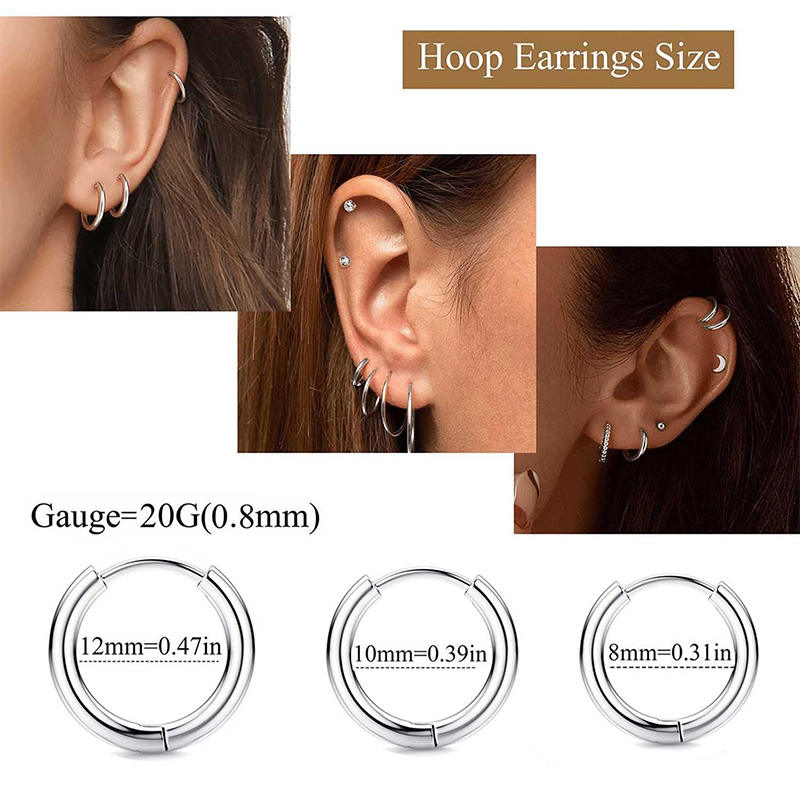 Hoop Earrings Size
Gauge=20G(0.8mm)
12mm=0.47in
10mm=0.39in
8mm=0.31in